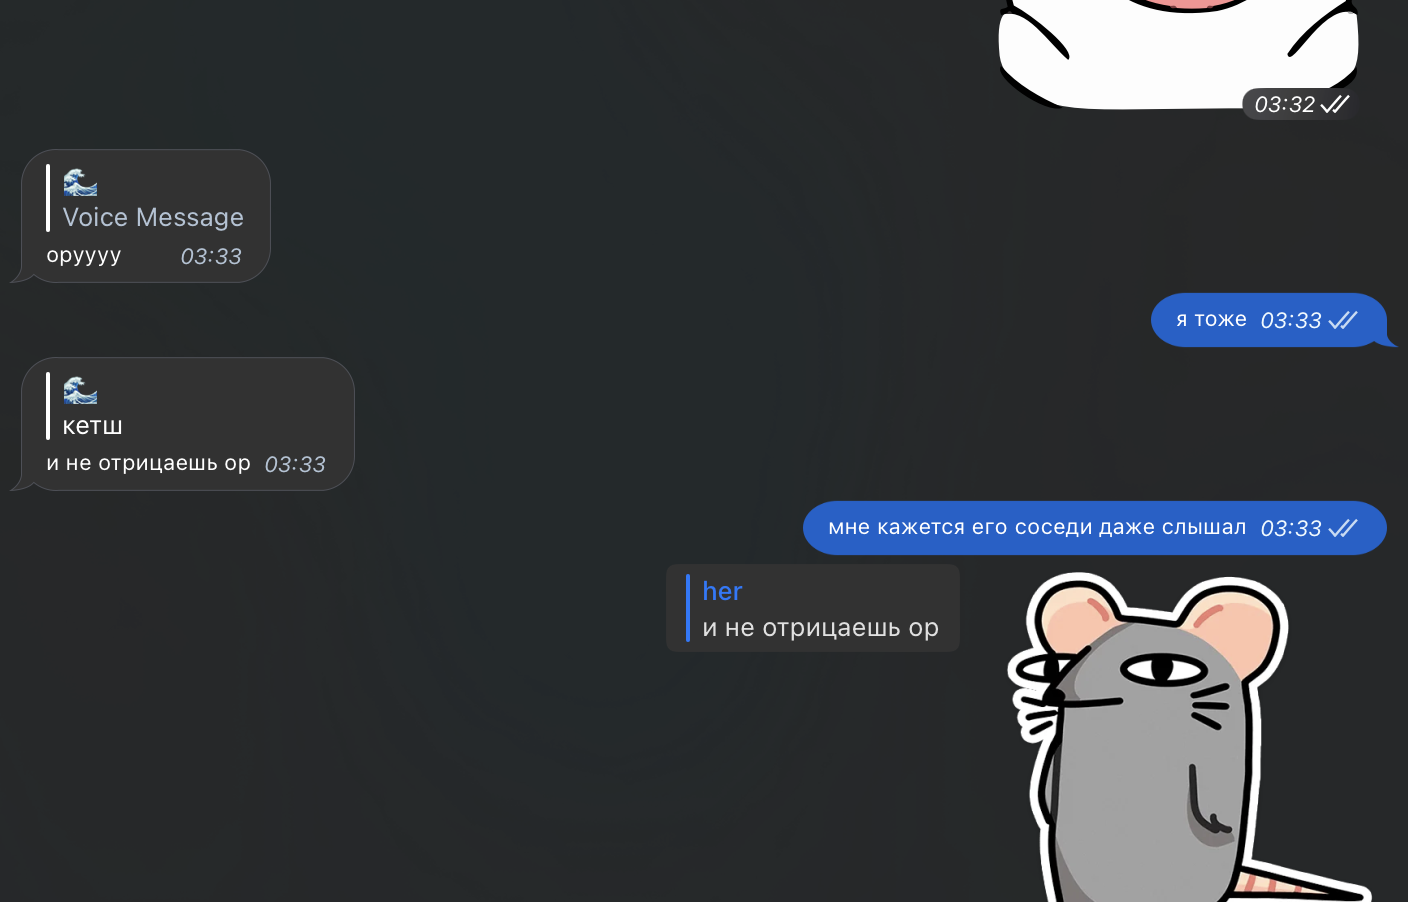 03:32
Voice Message
оруууу 03:33
я тоже 03:33
кетш
и не отрицаешь ор 03:33
мне кажется его соседи даже слышал 03:33
her
и не отрицаешь ор